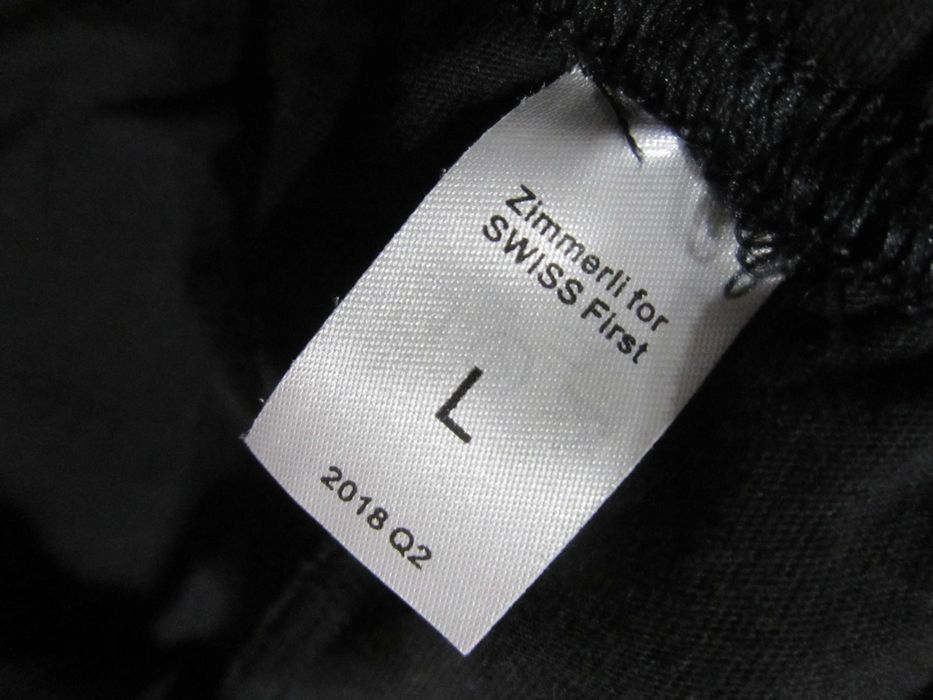 Zimmerli for
SWISS First
L
2018 Q2